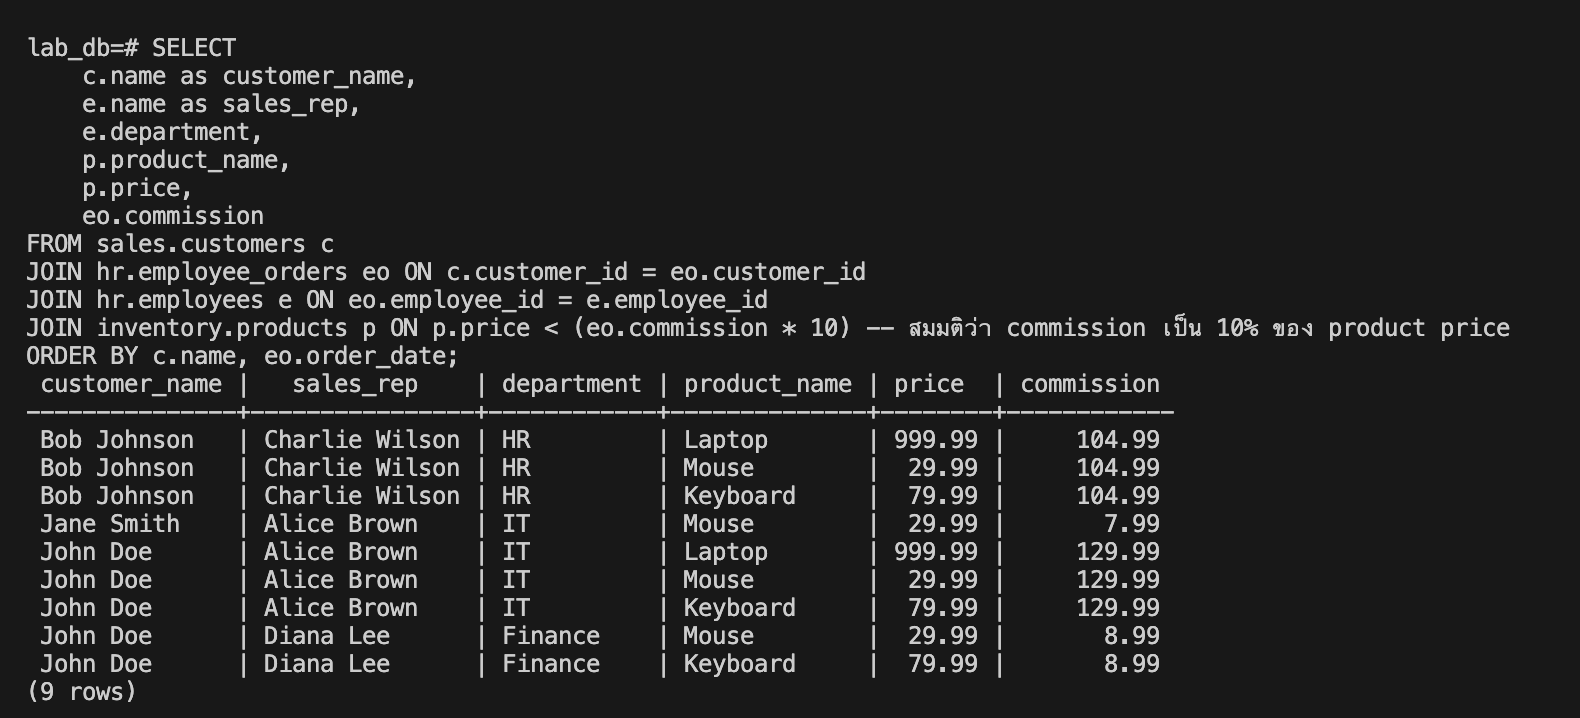 lab_db=# SELECT
    c.name as customer_name,
    e.name as sales_rep,
    e.department,
    p.product_name,
    p.price,
    eo.commission
FROM sales.customers c
JOIN hr.employee_orders eo ON c.customer_id = eo.customer_id
JOIN hr.employees e ON eo.employee_id = e.employee_id
JOIN inventory.products p ON p.price < (eo.commission * 10) -- สมมติว่า commission เป็น 10% ของ product price
ORDER BY c.name, eo.order_date;
 customer_name |   sales_rep    | department | product_name | price  | commission
---------------+----------------+------------+--------------+--------+------------
 Bob Johnson   | Charlie Wilson | HR         | Laptop       | 999.99 |     104.99
 Bob Johnson   | Charlie Wilson | HR         | Mouse        |  29.99 |     104.99
 Bob Johnson   | Charlie Wilson | HR         | Keyboard     |  79.99 |     104.99
 Jane Smith    | Alice Brown    | IT         | Mouse        |  29.99 |       7.99
 John Doe      | Alice Brown    | IT         | Laptop       | 999.99 |     129.99
 John Doe      | Alice Brown    | IT         | Mouse        |  29.99 |     129.99
 John Doe      | Alice Brown    | IT         | Keyboard     |  79.99 |     129.99
 John Doe      | Diana Lee      | Finance    | Mouse        |  29.99 |       8.99
 John Doe      | Diana Lee      | Finance    | Keyboard     |  79.99 |       8.99
(9 rows)